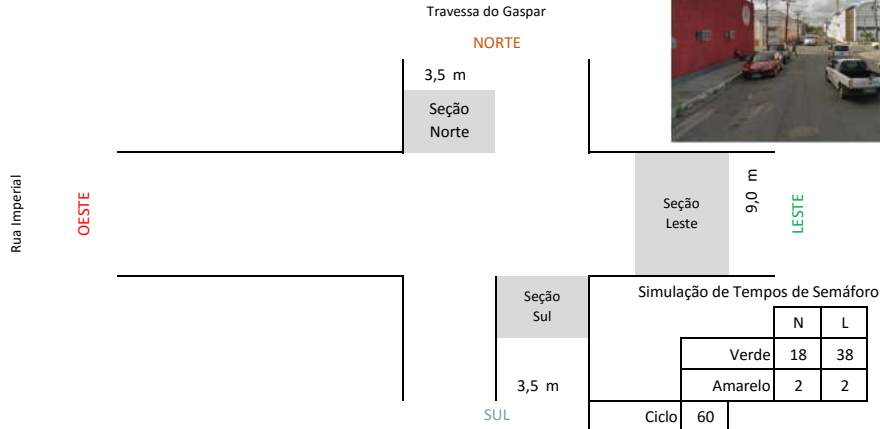 Travessa do Gaspar
NORTE
3,5 m
Seção
Norte
Rua Imperial
OESTE
Seção
Leste
9,0 m
LESTE
Seção
Sul
3,5 m
SUL
Simulação de Tempos de Semáforo
N L
Verde 18 38
Amarelo 2 2
Ciclo 60